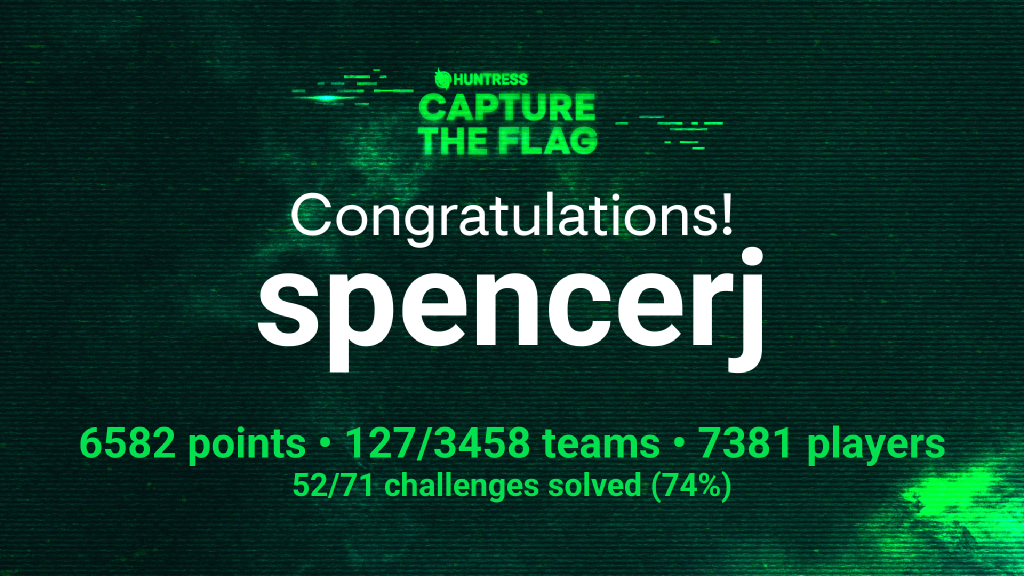 HUNTRESS
CAPTURE
THE FLAG
Congratulations!
spencerj
6582 points • 127/3458 teams • 7381 players
52/71 challenges solved (74%)